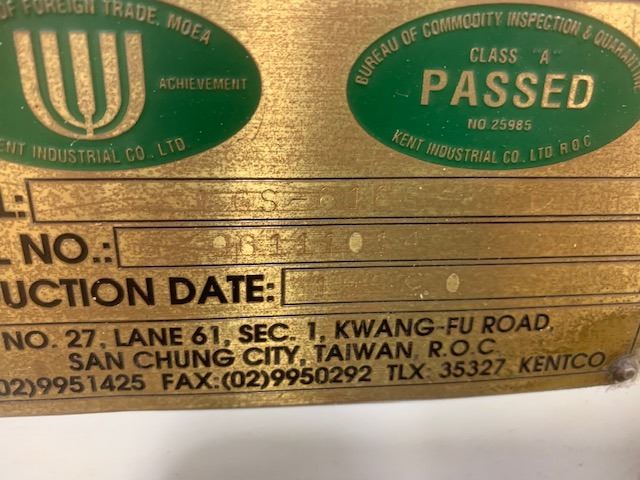 OF FOREIGN TRADE, MOEA
ACHIEVEMENT
KENT INDUSTRIAL CO., LTD.
BUREAU OF COMMODITY INSPECTION & QUARAN
CLASS "A"
PASSED
NO.25985
KENT INDUSTRIAL CO., LTD R.O.C
L:
L NO.:
UCTION DATE:
NO. 27, LANE 61, SEC. 1, KWANG-FU ROAD,
SAN CHUNG CITY, TAIWAN, R.O.C
02)9951425 FAX:(02)9950292 TLX: 35327 KENTCO